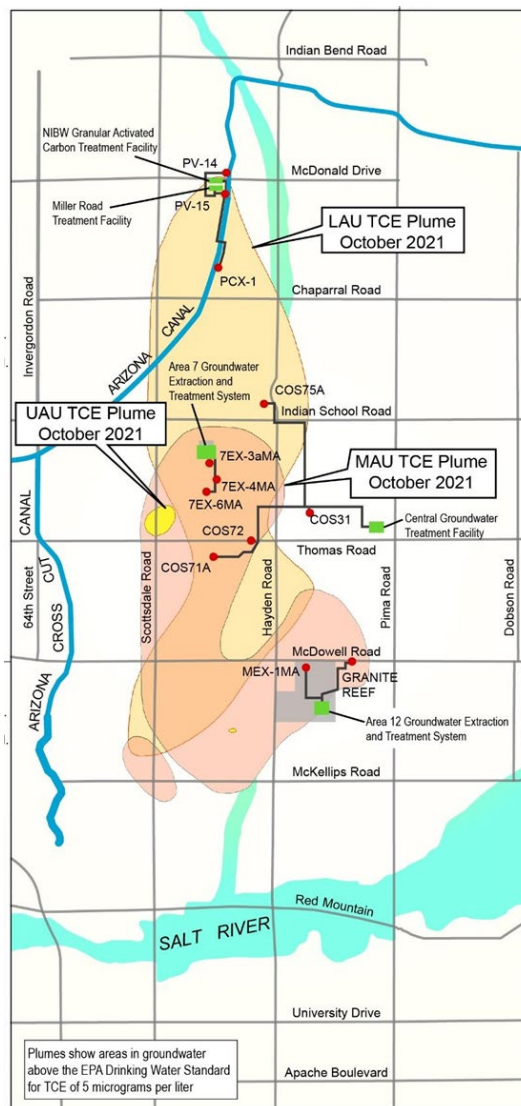 Indian Bend Road
NIBW Granular Activated
Carbon Treatment Facility
PV-14
McDonald Drive
Miller Road
Treatment Facility
PV-15
LAU TCE Plume
October 2021
Invergordon Road
PCX-1
Chaparral Road
ARIZONA CANAL
Area 7 Groundwater
Extraction and
Treatment System
COS75A
Indian School Road
UAU TCE Plume
October 2021
7EX-3aMA
MAU TCE Plume
October 2021
7EX-4MA
7EX-6MA
COS31
Central Groundwater
Treatment Facility
COS72
Thomas Road
COS71A
64th Street
ARIZONA CROSS CUT CANAL
Scottsdale Road
Hayden Road
Pima Road
Dobson Road
McDowell Road
MEX-1MA
GRANITE
REEF
Area 12 Groundwater Extraction
and Treatment System
McKellips Road
Red Mountain
SALT RIVER
University Drive
Plumes show areas in groundwater
above the EPA Drinking Water Standard
for TCE of 5 micrograms per liter
Apache Boulevard